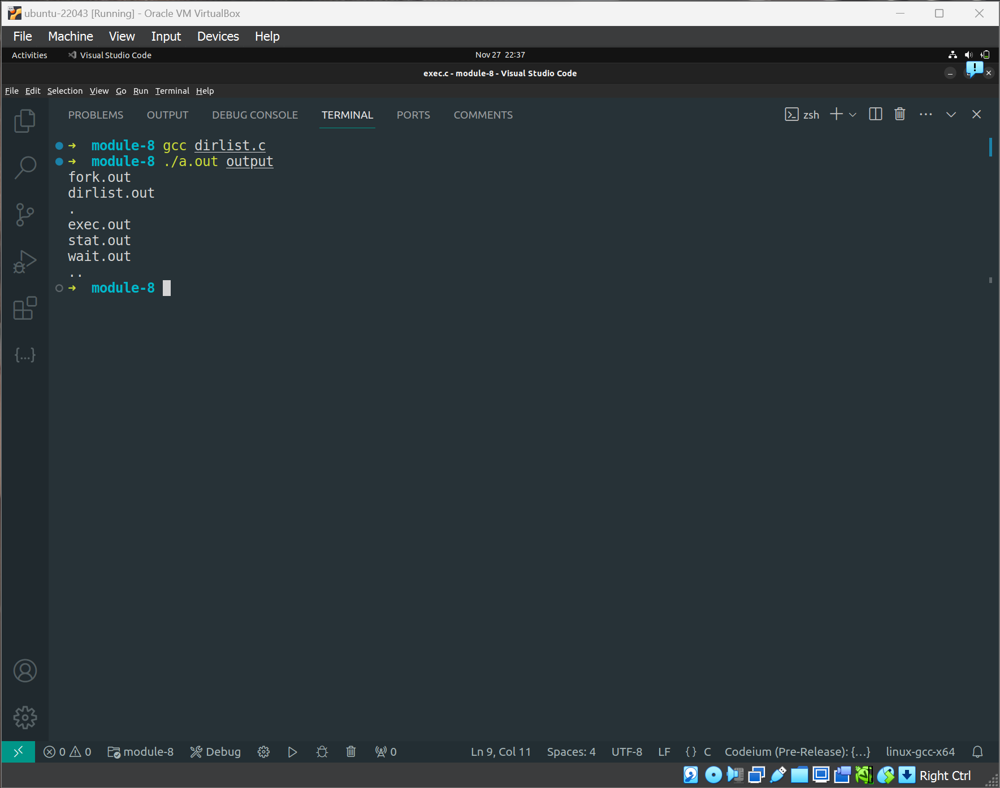 ubuntu-22043 [Running] - Oracle VM VirtualBox
File Machine View Input Devices Help
Activities Visual Studio Code Nov 27 22:37
exec.c - module-8 - Visual Studio Code
File Edit Selection View Go Run Terminal Help
PROBLEMS OUTPUT DEBUG CONSOLE TERMINAL PORTS COMMENTS zsh
➜ module-8 gcc dirlist.c
➜ module-8 ./a.out output
fork.out
dirlist.out
.
exec.out
stat.out
wait.out
..
➜ module-8
0 0 module-8 Debug 0 Ln 9, Col 11 Spaces: 4 UTF-8 LF {} C Codeium (Pre-Release): {...} linux-gcc-x64
Right Ctrl